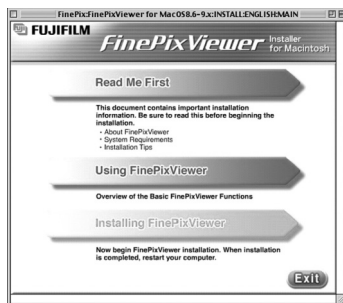 FinePix:FinePixViewer for Mac OS8.6-9.x:INSTALL:ENGLISH:MAIN
FUJIFILM
FinePixViewer Installer for Macintosh
Read Me First
This document contains important installation
information. Be sure to read this before beginning the
installation.
• About FinePixViewer
• System Requirements
• Installation Tips
Using FinePixViewer
Overview of the Basic FinePixViewer Functions
Installing FinePixViewer
Now begin FinePixViewer installation. When installation
is completed, restart your computer.
Exit